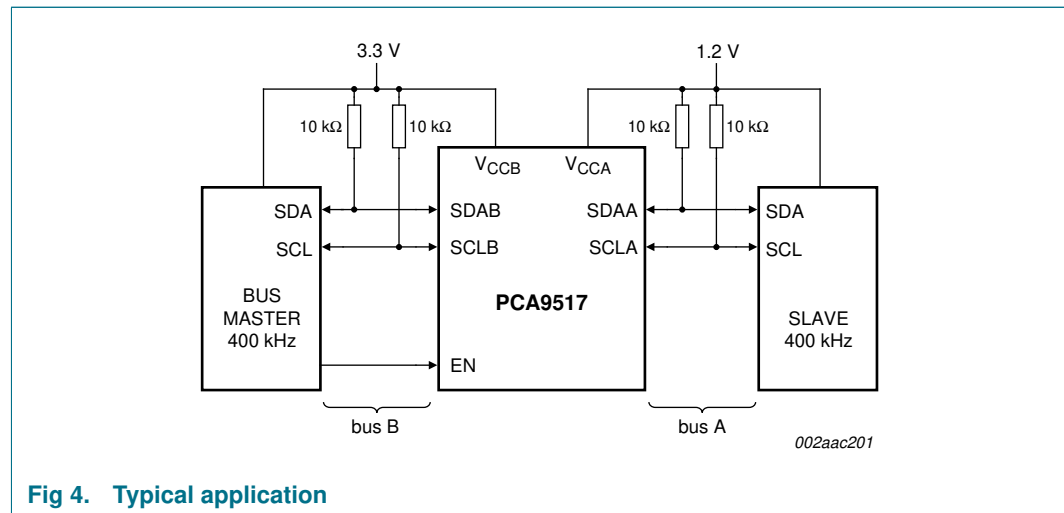 3.3 V
1.2 V
10 kΩ
10 kΩ
10 kΩ
10 kΩ
VCCB
VCCA
SDA
SDAB
SDAA
SDA
SCL
SCLB
SCLA
SCL
BUS
MASTER
400 kHz
PCA9517
SLAVE
400 kHz
EN
bus B
bus A
002aac201
Fig 4. Typical application